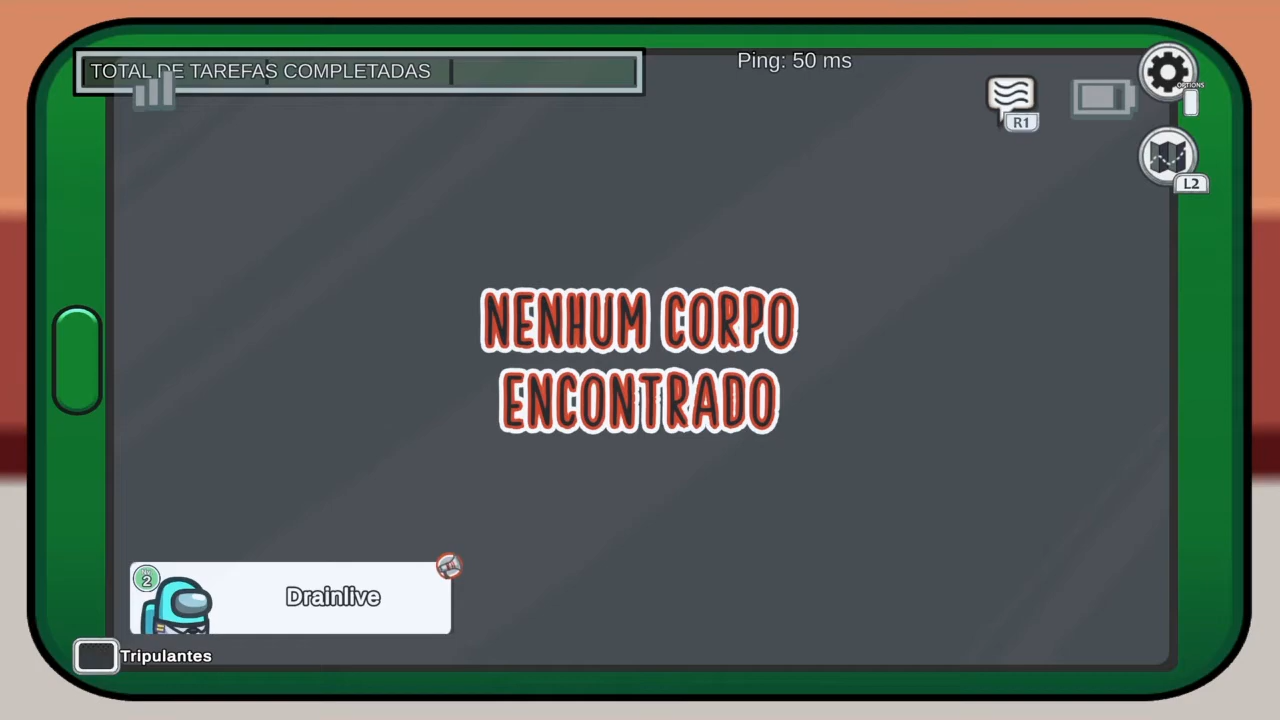 TOTAL DE TAREFAS COMPLETADAS
Ping: 50 ms
OPTIONS
R1
L2
NENHUM CORPO
ENCONTRADO
2
Drainlive
Tripulantes